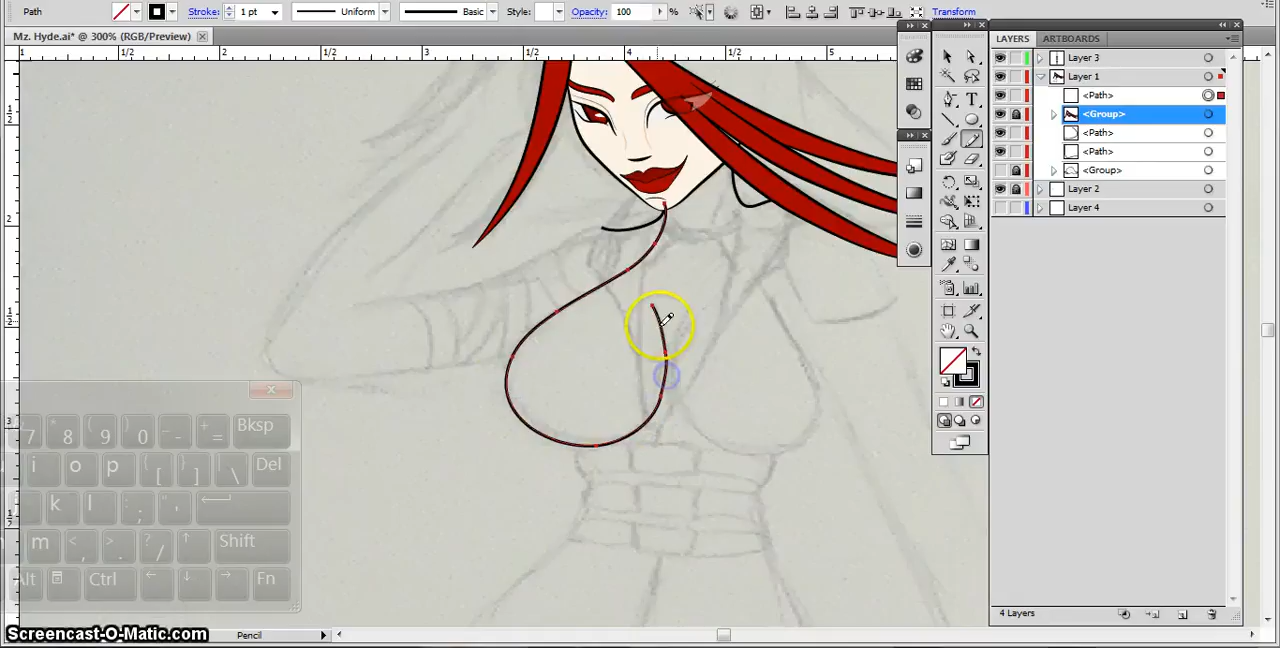 Path Stroke: 1 pt Uniform Basic Style: Opacity: 100 % Transform
Mz. Hyde.ai* @ 300% (RGB/Preview)
1 1/2 2 1/2 3 1/2 4 1/2 5
LAYERS ARTBOARDS
Layer 3
Layer 1
<Path>
<Group>
<Path>
<Path>
<Group>
Layer 2
Layer 4
7 & 8 * 9 ( 0 ) - _ = + Bksp
i o p [ { ] } \ | Del
k l ; : ' "
m , < . > / ? ↑ Shift
Alt Ctrl ← ↓ → Fn
4 Layers
Screencast-O-Matic.com Pencil